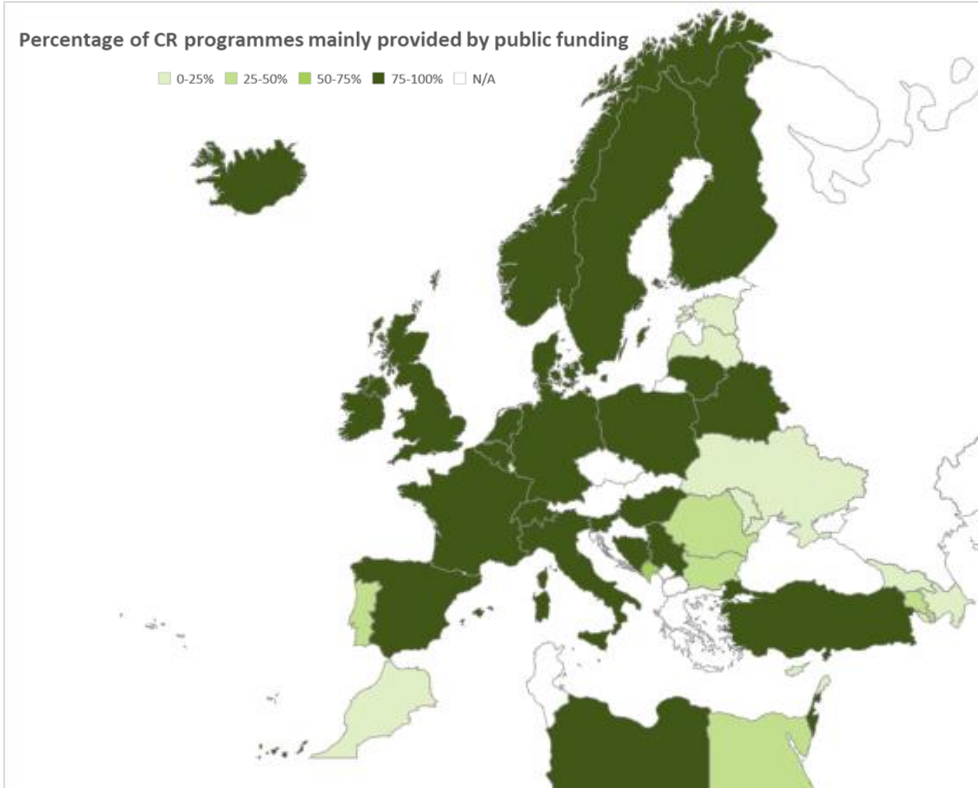 Percentage of CR programmes mainly provided by public funding
0-25% 25-50% 50-75% 75-100% N/A